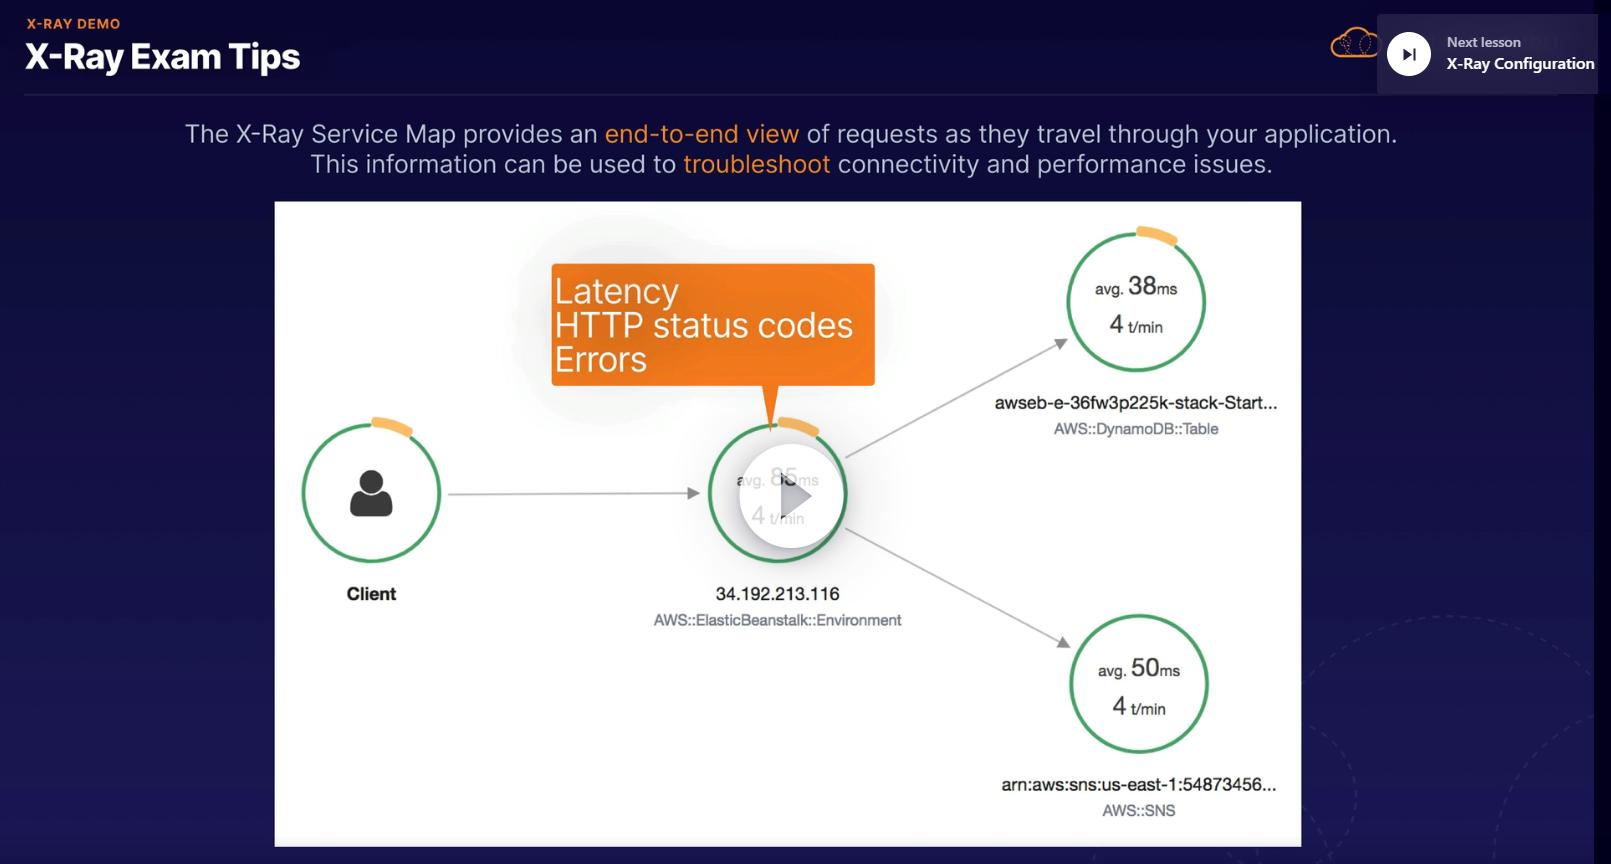 X-RAY DEMO
X-Ray Exam Tips
Next lesson
X-Ray Configuration
The X-Ray Service Map provides an end-to-end view of requests as they travel through your application.
This information can be used to troubleshoot connectivity and performance issues.
Latency
HTTP status codes
Errors
avg. 38ms
4 t/min
awseb-e-36fw3p225k-stack-Start...
AWS::DynamoDB::Table
avg. 85ms
4 t/min
Client
34.192.213.116
AWS::ElasticBeanstalk::Environment
avg. 50ms
4 t/min
arn:aws:sns:us-east-1:54873456...
AWS::SNS